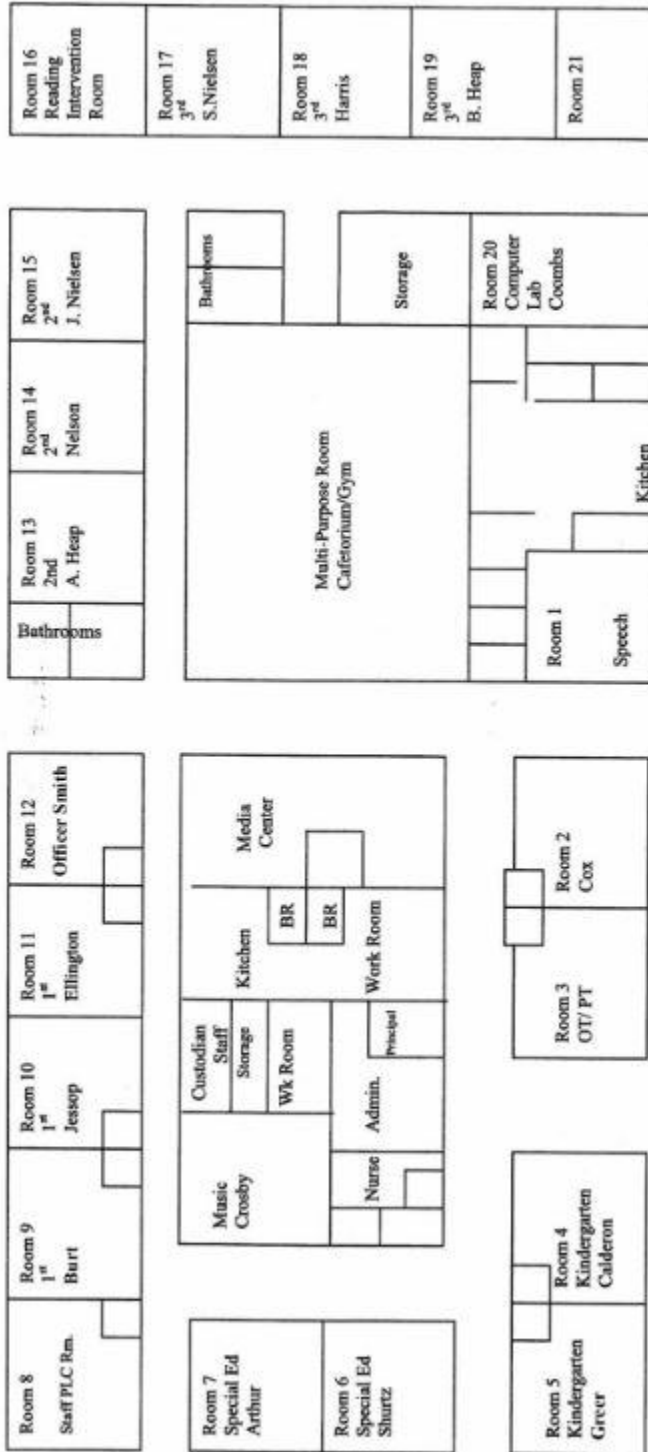 Room 8
Staff PLC Rm.
Room 9
1st
Burt
Room 10
1st
Jessop
Room 11
1st
Ellington
Room 12
Officer Smith
Bathrooms
Room 13
2nd
A. Heap
Room 14
2nd
Nelson
Room 15
2nd
J. Nielsen
Room 16
Reading
Intervention
Room
Room 17
3rd
S.Nielsen
Room 18
3rd
Harris
Room 19
3rd
B. Heap
Room 21
Room 7
Special Ed
Arthur
Room 6
Special Ed
Shurtz
Music
Crosby
Custodian
Staff
Storage
Wk Room
Nurse
Admin.
Principal
Kitchen
BR
BR
Work Room
Media
Center
Multi-Purpose Room
Cafetorium/Gym
Bathrooms
Storage
Room 20
Computer
Lab
Coombs
Kitchen
Room 1
Speech
Room 5
Kindergarten
Greer
Room 4
Kindergarten
Calderon
Room 3
OT/ PT
Room 2
Cox